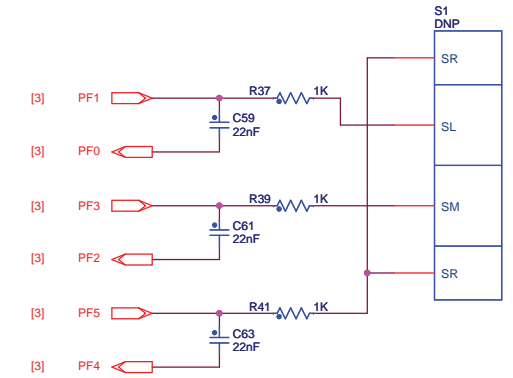 S1
DNP
SR
[3] PF1 R37 1K
SL
C59
22nF
[3] PF0
[3] PF3 R39 1K SM
C61
22nF
[3] PF2
SR
[3] PF5 R41 1K
C63
22nF
[3] PF4